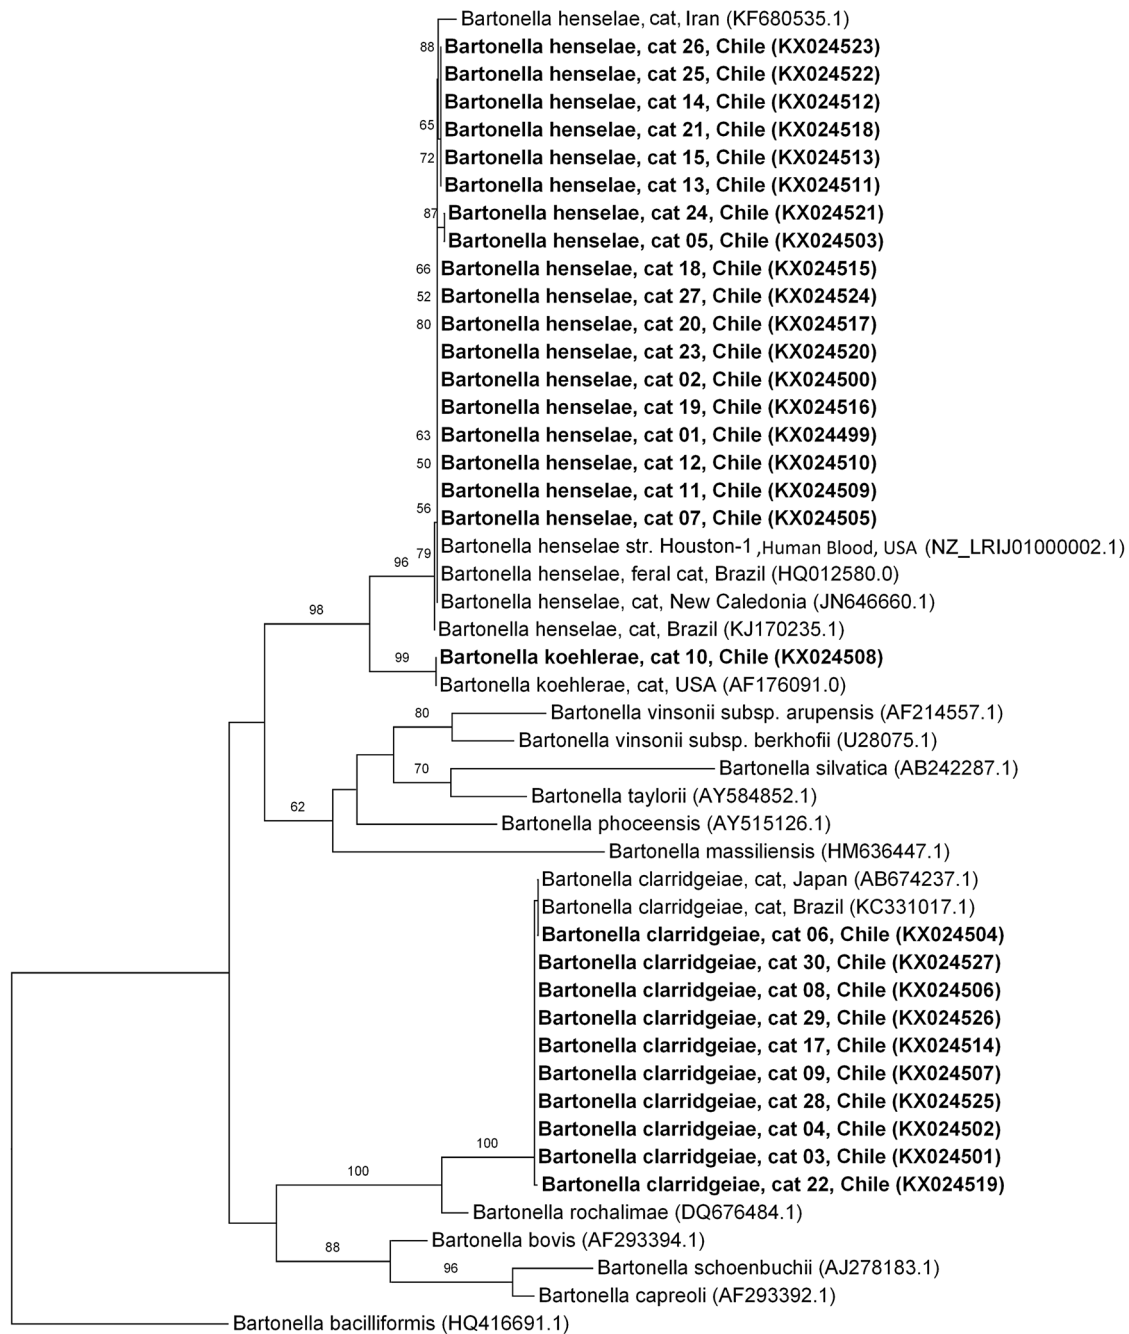 Bartonella henselae, cat, Iran (KF680535.1)
88
Bartonella henselae, cat 26, Chile (KX024523)
Bartonella henselae, cat 25, Chile (KX024522)
Bartonella henselae, cat 14, Chile (KX024512)
65
Bartonella henselae, cat 21, Chile (KX024518)
72
Bartonella henselae, cat 15, Chile (KX024513)
Bartonella henselae, cat 13, Chile (KX024511)
87
Bartonella henselae, cat 24, Chile (KX024521)
Bartonella henselae, cat 05, Chile (KX024503)
66
Bartonella henselae, cat 18, Chile (KX024515)
52
Bartonella henselae, cat 27, Chile (KX024524)
80
Bartonella henselae, cat 20, Chile (KX024517)
Bartonella henselae, cat 23, Chile (KX024520)
Bartonella henselae, cat 02, Chile (KX024500)
Bartonella henselae, cat 19, Chile (KX024516)
63
Bartonella henselae, cat 01, Chile (KX024499)
50
Bartonella henselae, cat 12, Chile (KX024510)
Bartonella henselae, cat 11, Chile (KX024509)
56
Bartonella henselae, cat 07, Chile (KX024505)
79
Bartonella henselae str. Houston-1 ,Human Blood, USA (NZ_LRIJ01000002.1)
96
Bartonella henselae, feral cat, Brazil (HQ012580.0)
Bartonella henselae, cat, New Caledonia (JN646660.1)
98
Bartonella henselae, cat, Brazil (KJ170235.1)
99
Bartonella koehlerae, cat 10, Chile (KX024508)
Bartonella koehlerae, cat, USA (AF176091.0)
80
Bartonella vinsonii subsp. arupensis (AF214557.1)
Bartonella vinsonii subsp. berkhofii (U28075.1)
70
Bartonella silvatica (AB242287.1)
Bartonella taylorii (AY584852.1)
62
Bartonella phoceensis (AY515126.1)
Bartonella massiliensis (HM636447.1)
Bartonella clarridgeiae, cat, Japan (AB674237.1)
Bartonella clarridgeiae, cat, Brazil (KC331017.1)
Bartonella clarridgeiae, cat 06, Chile (KX024504)
Bartonella clarridgeiae, cat 30, Chile (KX024527)
Bartonella clarridgeiae, cat 08, Chile (KX024506)
Bartonella clarridgeiae, cat 29, Chile (KX024526)
Bartonella clarridgeiae, cat 17, Chile (KX024514)
Bartonella clarridgeiae, cat 09, Chile (KX024507)
Bartonella clarridgeiae, cat 28, Chile (KX024525)
Bartonella clarridgeiae, cat 04, Chile (KX024502)
100
Bartonella clarridgeiae, cat 03, Chile (KX024501)
100
Bartonella clarridgeiae, cat 22, Chile (KX024519)
Bartonella rochalimae (DQ676484.1)
88
Bartonella bovis (AF293394.1)
96
Bartonella schoenbuchii (AJ278183.1)
Bartonella capreoli (AF293392.1)
Bartonella bacilliformis (HQ416691.1)